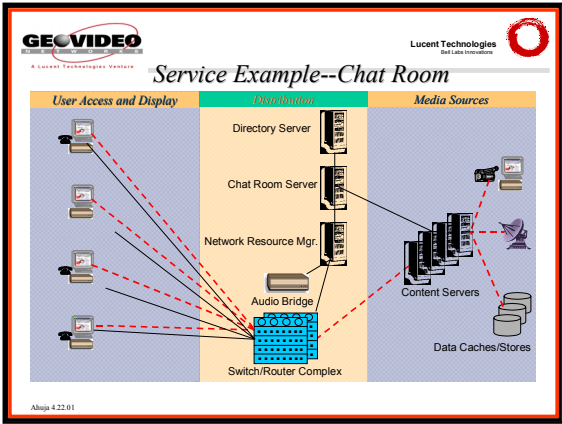 GEOVIDEO
NETWORKS
A Lucent Technologies Venture
Lucent Technologies
Bell Labs Innovations
Service Example--Chat Room
User Access and Display
Distribution
Media Sources
Directory Server
Chat Room Server
Network Resource Mgr.
Audio Bridge
Content Servers
Data Caches/Stores
Switch/Router Complex
Ahuja 4.22.01